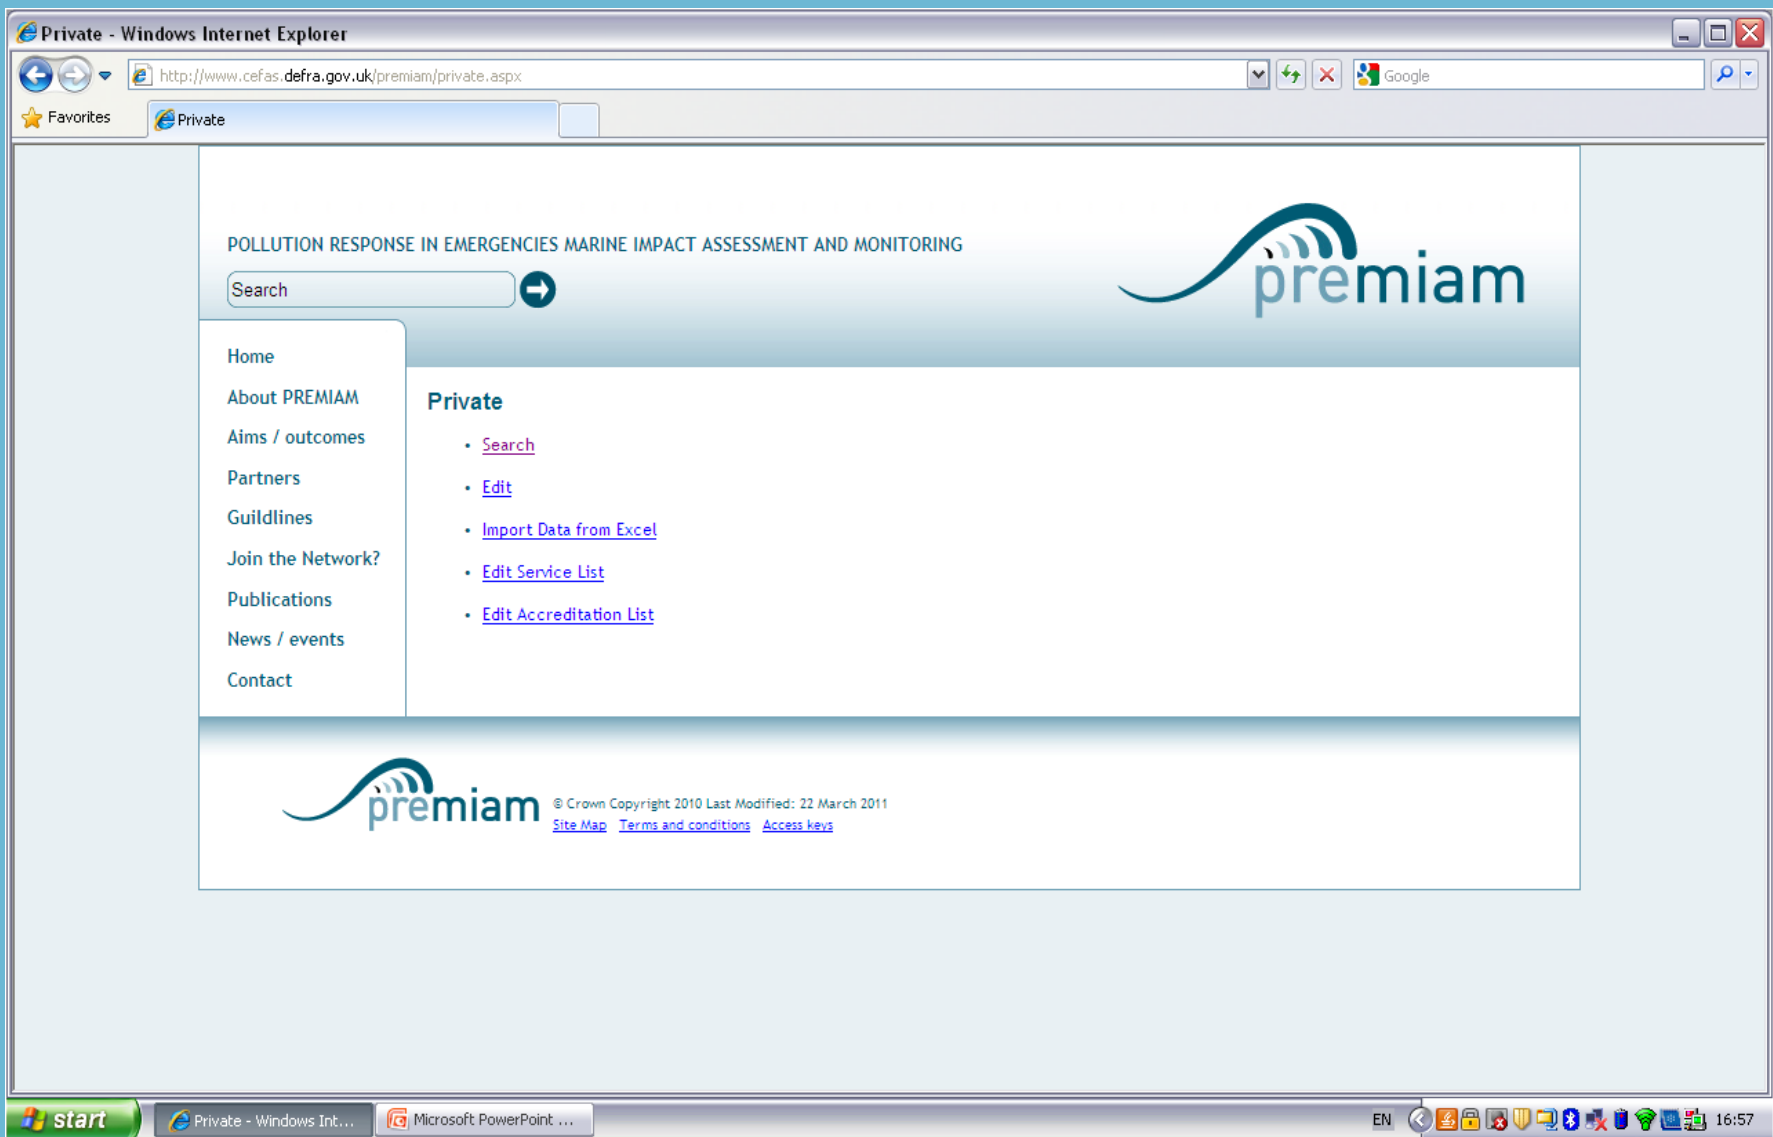 Private - Windows Internet Explorer
http://www.cefas.defra.gov.uk/premiam/private.aspx
Google
Favorites
Private
POLLUTION RESPONSE IN EMERGENCIES MARINE IMPACT ASSESSMENT AND MONITORING
Search
premiam
Home
About PREMIAM
Aims / outcomes
Partners
Guildlines
Join the Network?
Publications
News / events
Contact
Private
• Search
• Edit
• Import Data from Excel
• Edit Service List
• Edit Accreditation List
premiam
© Crown Copyright 2010 Last Modified: 22 March 2011
Site Map Terms and conditions Access keys
start
Private - Windows Int...
Microsoft PowerPoint ...
EN
16:57